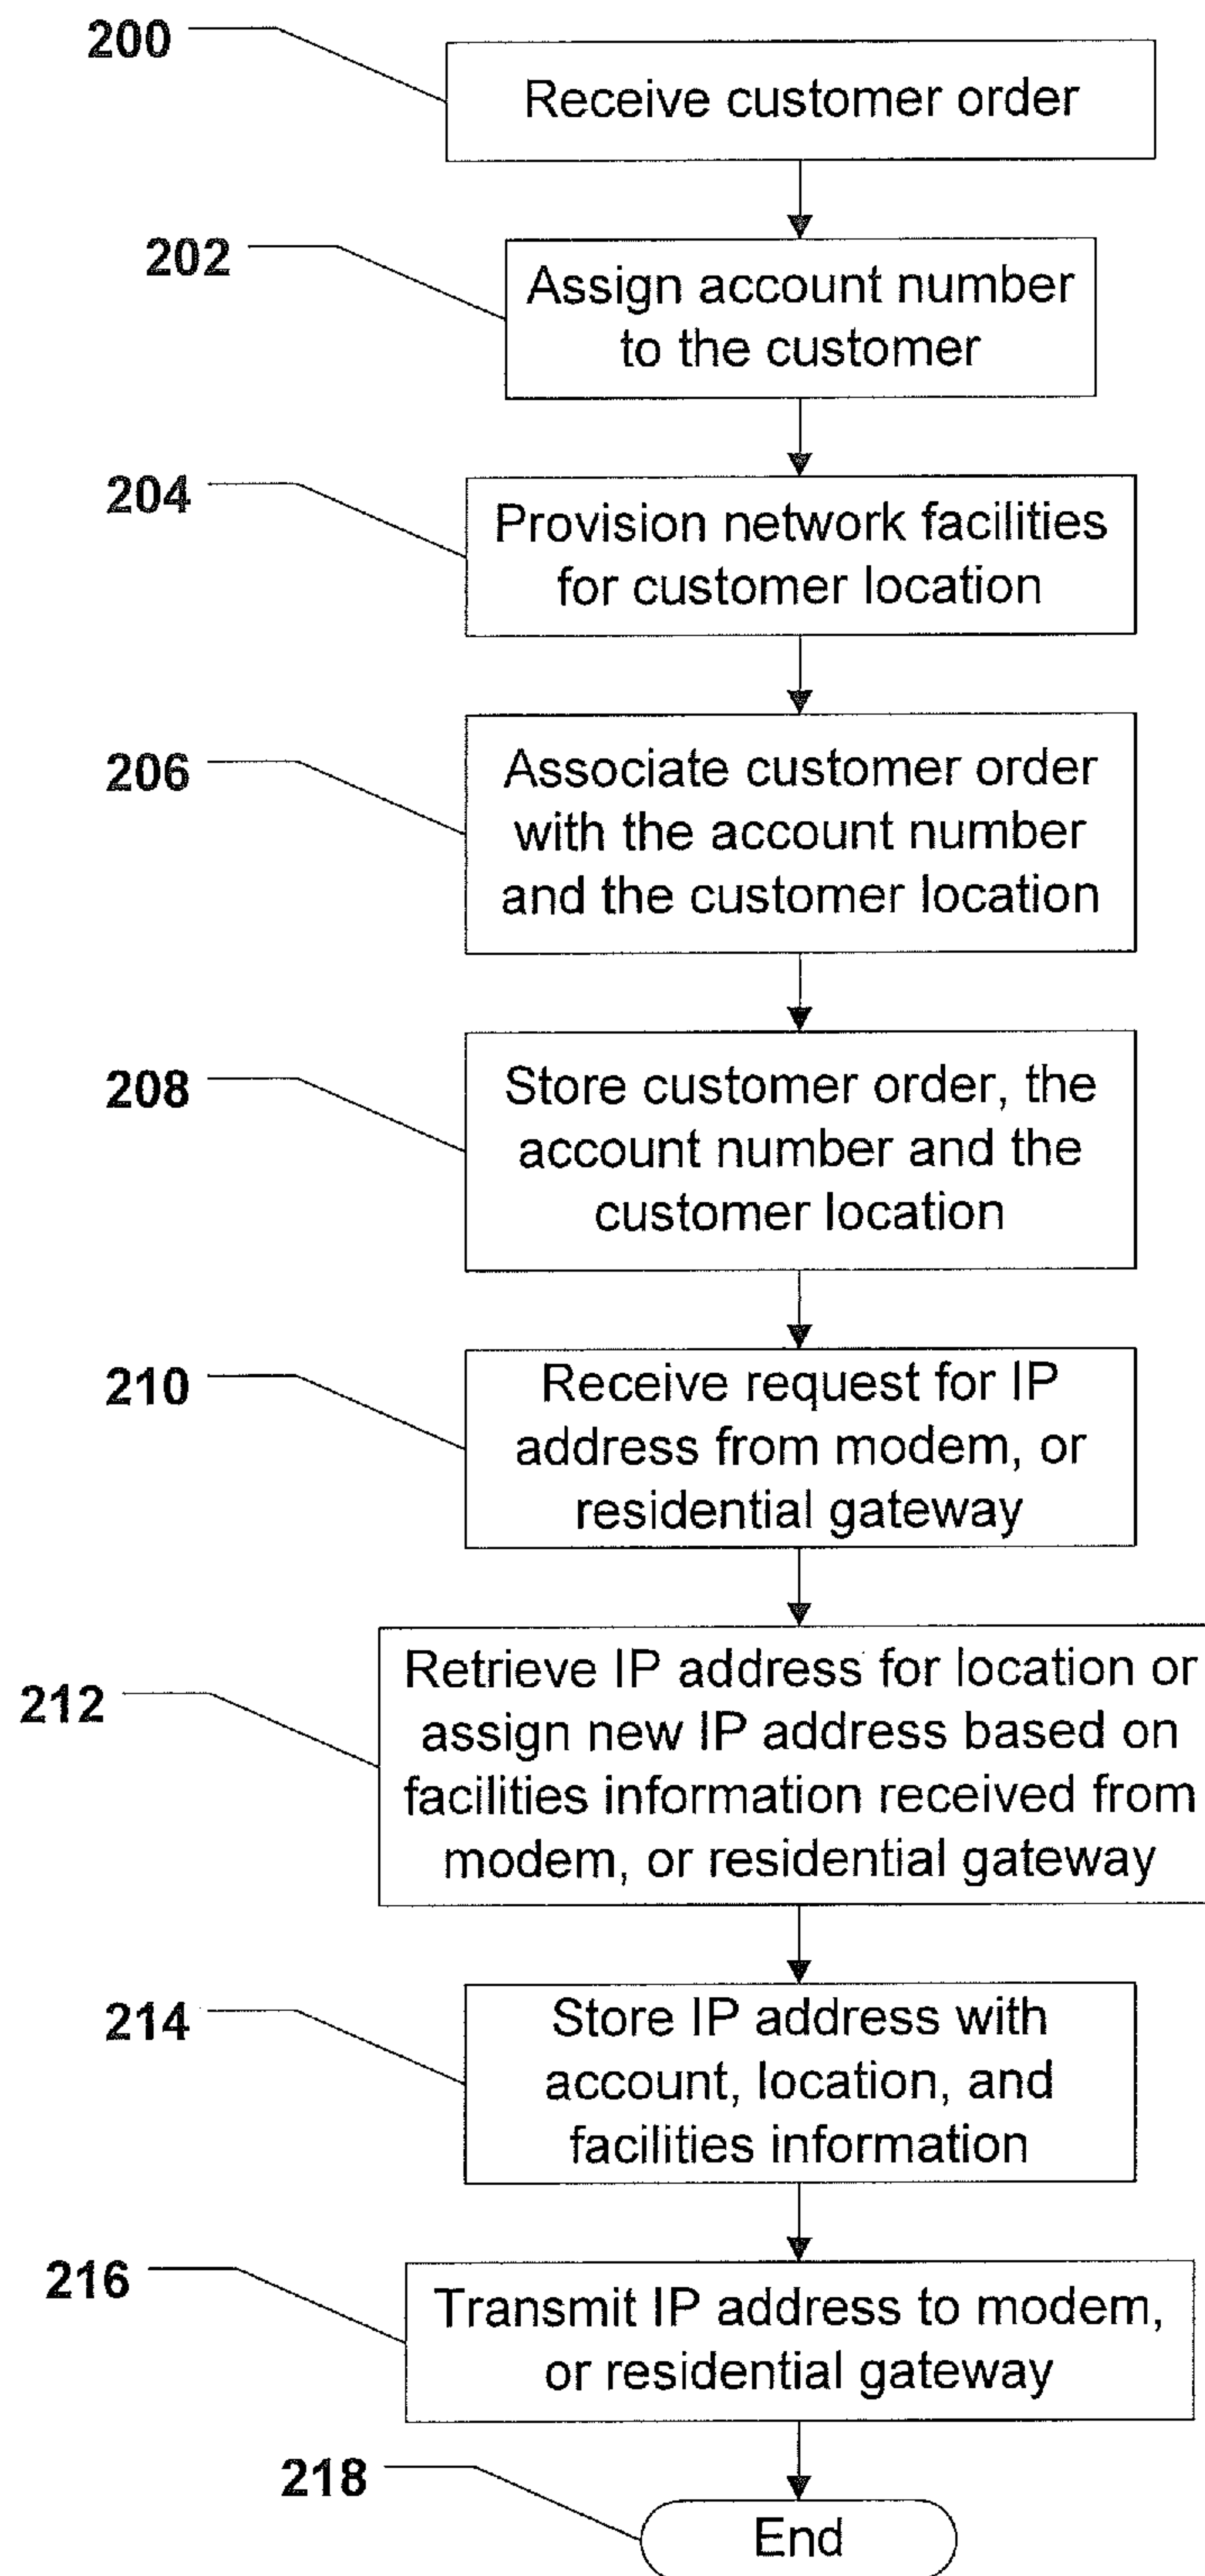 200
Receive customer order
202
Assign account number
to the customer
204
Provision network facilities
for customer location
206
Associate customer order
with the account number
and the customer location
208
Store customer order, the
account number and the
customer location
210
Receive request for IP
address from modem, or
residential gateway
212
Retrieve IP address for location or
assign new IP address based on
facilities information received from
modem, or residential gateway
214
Store IP address with
account, location, and
facilities information
216
Transmit IP address to modem,
or residential gateway
218
End